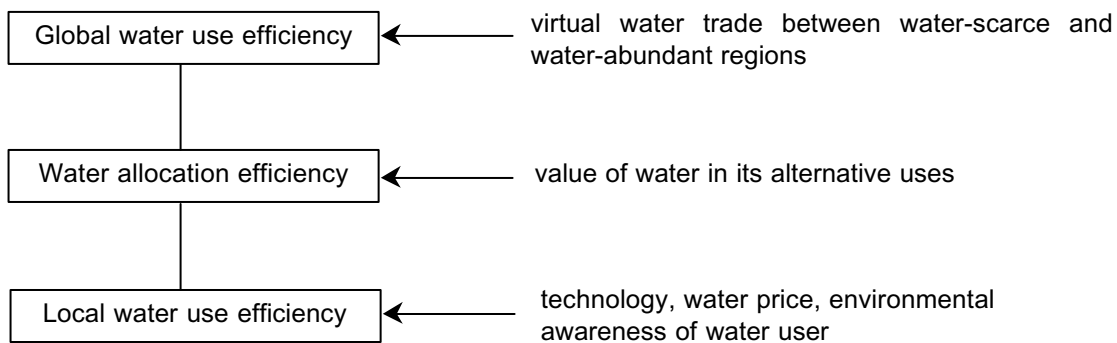 Global water use efficiency
virtual water trade between water-scarce and
water-abundant regions
Water allocation efficiency
value of water in its alternative uses
Local water use efficiency
technology, water price, environmental
awareness of water user